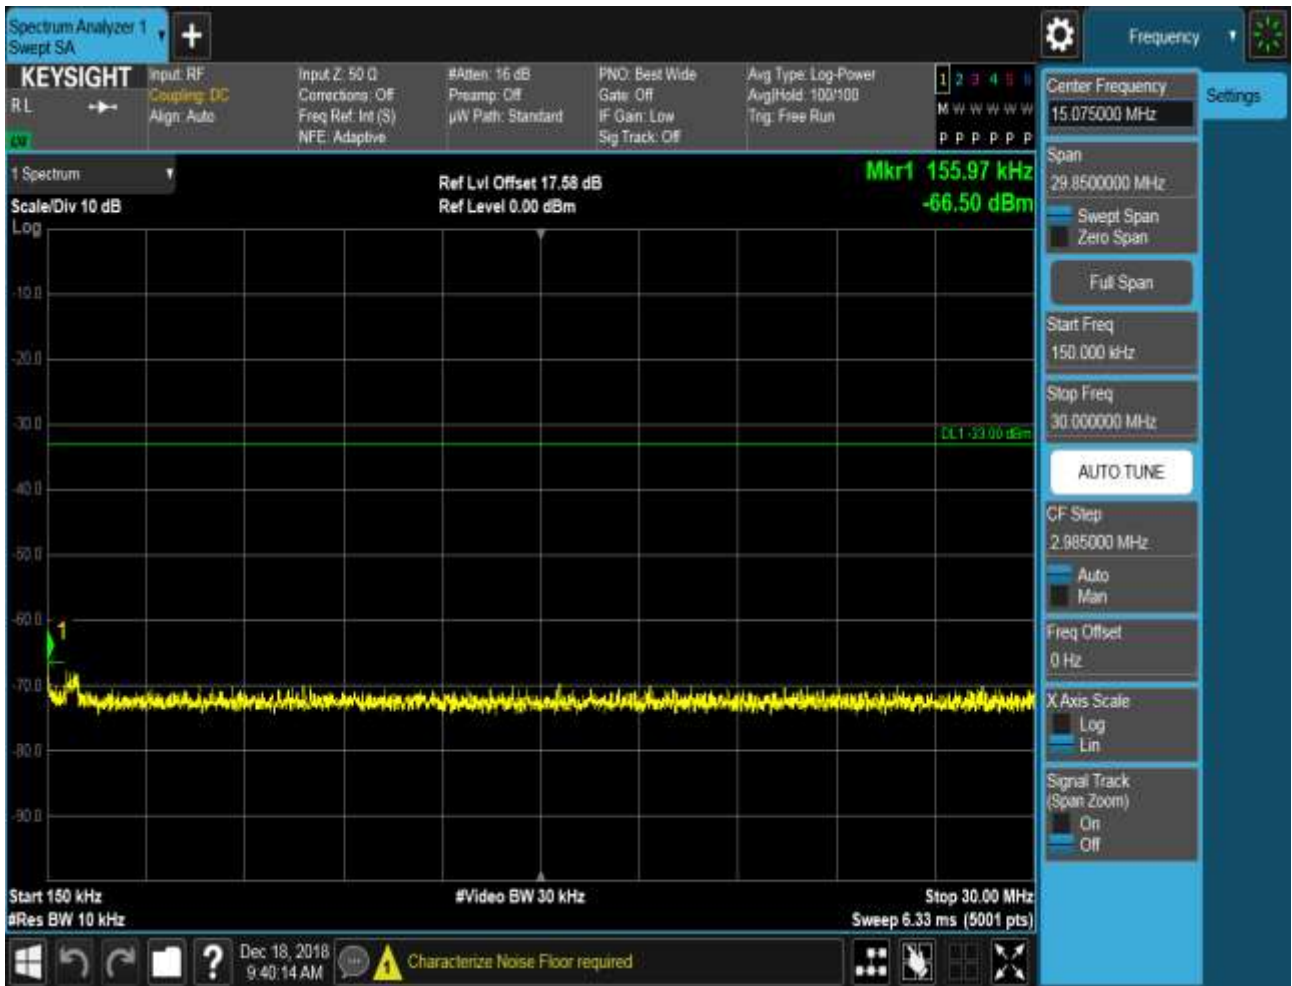 Spectrum Analyzer 1
Swept SA
Frequency
KEYSIGHT
R L
Input: RF
Coupling: DC
Align: Auto
Input Z: 50 Ω
Corrections: Off
Freq Ref: Int (S)
NFE: Adaptive
#Atten: 16 dB
Preamp: Off
µW Path: Standard
PNO: Best Wide
Gate: Off
IF Gain: Low
Sig Track: Off
Avg Type: Log-Power
Avg|Hold: 100/100
Trig: Free Run
1 2 3 4 5 6
M W W W W W
P P P P P P
1 Spectrum
Scale/Div 10 dB
Log
Ref Lvl Offset 17.58 dB
Ref Level 0.00 dBm
Mkr1 155.97 kHz
-66.50 dBm
-10.0
-20.0
-30.0
DL1 -33.00 dBm
-40.0
-50.0
-60.0
1
-70.0
-80.0
-90.0
Start 150 kHz
#Res BW 10 kHz
#Video BW 30 kHz
Stop 30.00 MHz
Sweep 6.33 ms (5001 pts)
Center Frequency
15.075000 MHz
Settings
Span
29.8500000 MHz
Swept Span
Zero Span
Full Span
Start Freq
150.000 kHz
Stop Freq
30.000000 MHz
AUTO TUNE
CF Step
2.985000 MHz
Auto
Man
Freq Offset
0 Hz
X Axis Scale
Log
Lin
Signal Track
(Span Zoom)
On
Off
?
Dec 18, 2018
9:40:14 AM
Characterize Noise Floor required